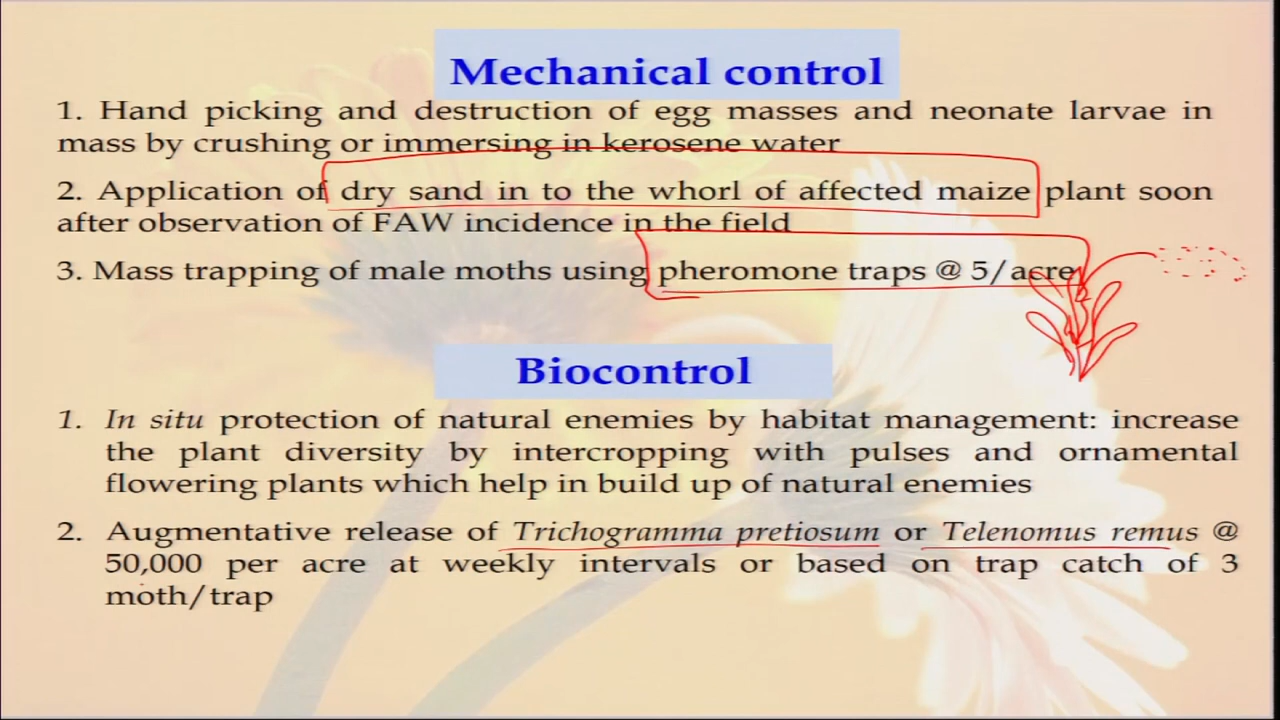 Mechanical control
1. Hand picking and destruction of egg masses and neonate larvae in
mass by crushing or immersing in kerosene water
2. Application of dry sand in to the whorl of affected maize plant soon
after observation of FAW incidence in the field
3. Mass trapping of male moths using pheromone traps @ 5/acre
Biocontrol
1. In situ protection of natural enemies by habitat management: increase
the plant diversity by intercropping with pulses and ornamental
flowering plants which help in build up of natural enemies
2. Augmentative release of Trichogramma pretiosum or Telenomus remus @
50,000 per acre at weekly intervals or based on trap catch of 3
moth/trap